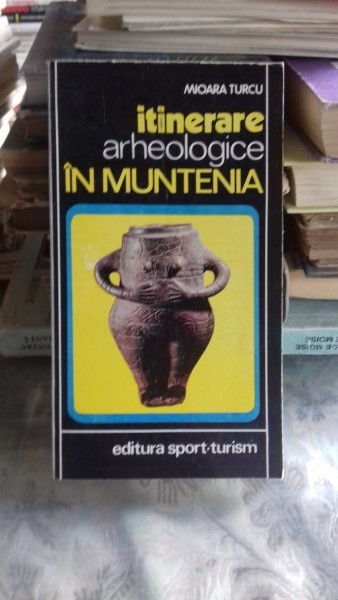 MIOARA TURCU
itinerare
arheologice
ÎN MUNTENIA
editura sport·turism